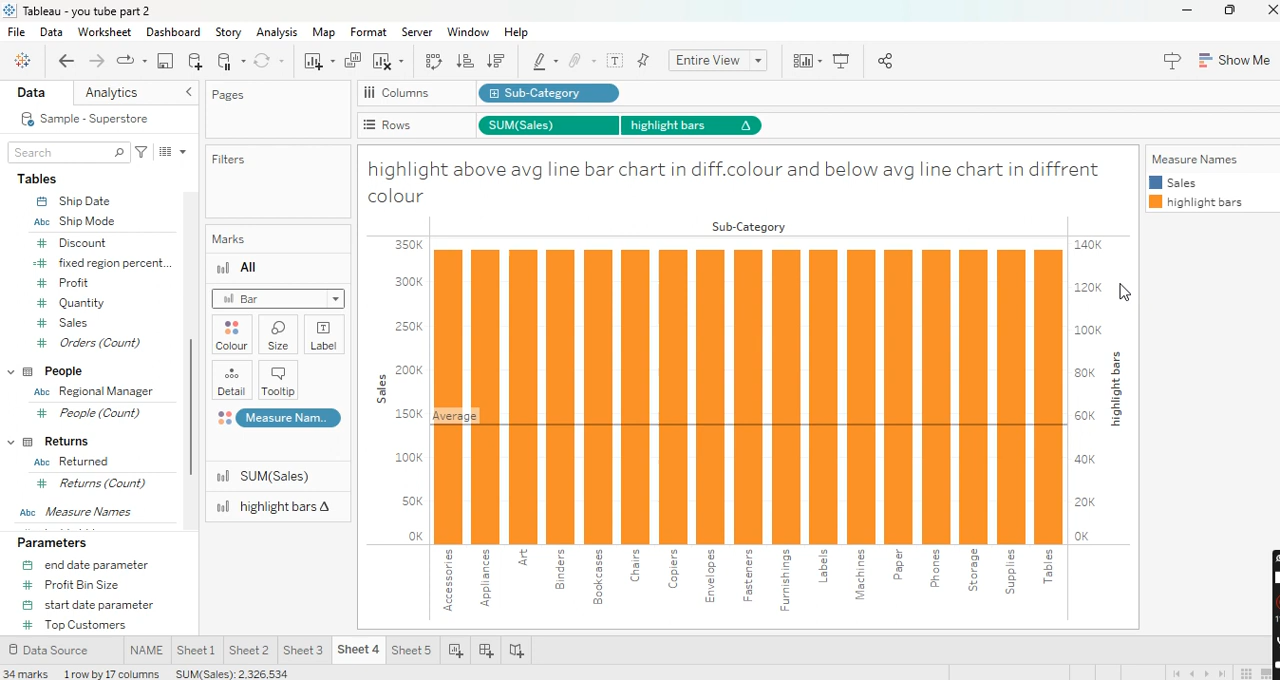 Tableau - you tube part 2
File Data Worksheet Dashboard Story Analysis Map Format Server Window Help
Entire View
Show Me
Data Analytics
Sample - Superstore
Search
Tables
Ship Date
Abc Ship Mode
Discount
fixed region percent...
Profit
Quantity
Sales
Orders (Count)
People
Abc Regional Manager
People (Count)
Returns
Abc Returned
Returns (Count)
Abc Measure Names
Parameters
end date parameter
Profit Bin Size
start date parameter
Top Customers
Pages
Filters
Marks
All
Bar
Colour Size Label
Detail Tooltip
Measure Nam..
SUM(Sales)
highlight bars Δ
Columns Sub-Category
Rows SUM(Sales) highlight bars Δ
highlight above avg line bar chart in diff.colour and below avg line chart in diffrent
colour
Sub-Category
350K
300K
250K
200K
150K
100K
50K
0K
Sales
Average
140K
120K
100K
80K
60K
40K
20K
0K
highlight bars
Accessories
Appliances
Art
Binders
Bookcases
Chairs
Copiers
Envelopes
Fasteners
Furnishings
Labels
Machines
Paper
Phones
Storage
Supplies
Tables
Measure Names
Sales
highlight bars
Data Source NAME Sheet 1 Sheet 2 Sheet 3 Sheet 4 Sheet 5
34 marks 1 row by 17 columns SUM(Sales): 2,326,534